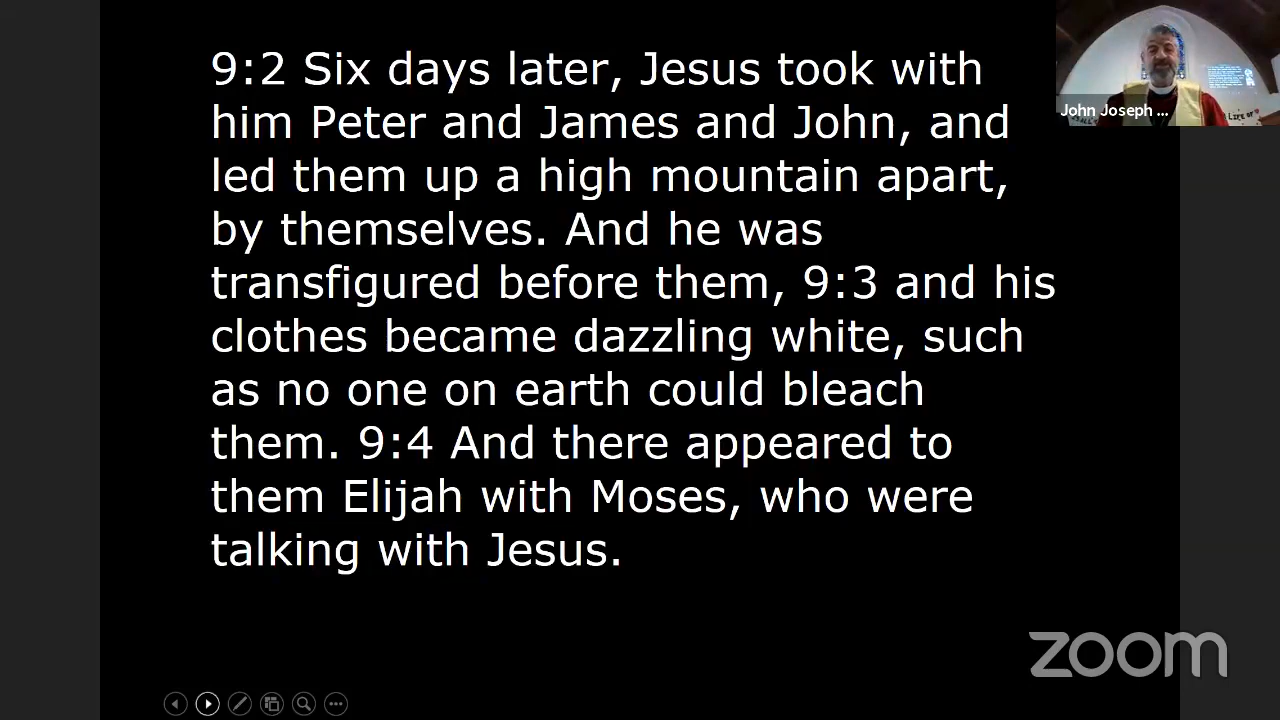 9:2 Six days later, Jesus took with
him Peter and James and John, and
led them up a high mountain apart,
by themselves. And he was
transfigured before them, 9:3 and his
clothes became dazzling white, such
as no one on earth could bleach
them. 9:4 And there appeared to
them Elijah with Moses, who were
talking with Jesus.
John Joseph ...
zoom